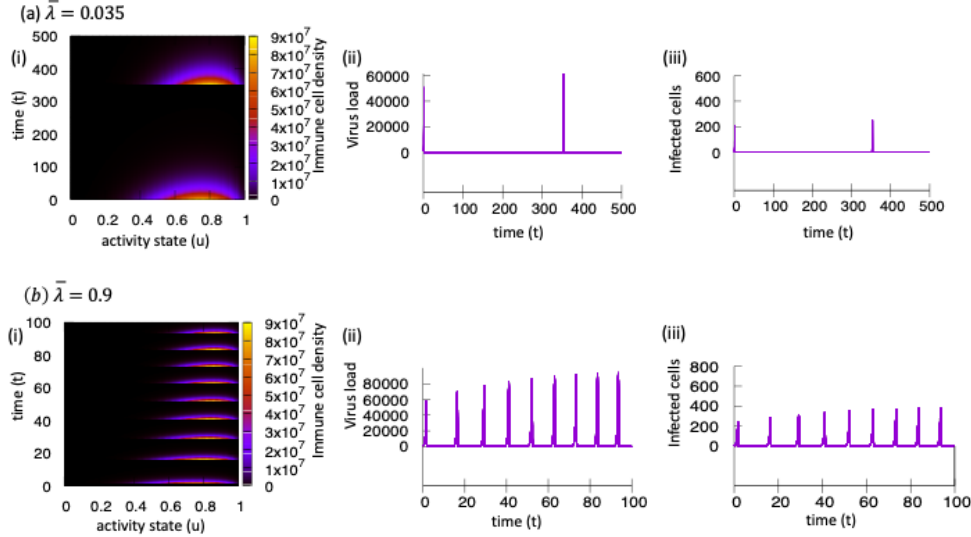 (a) λ̄ = 0.035
(i)
500
400
300
200
100
0
time (t)
0 0.2 0.4 0.6 0.8 1
activity state (u)
9x10⁷
8x10⁷
7x10⁷
6x10⁷
5x10⁷
4x10⁷
3x10⁷
2x10⁷
1x10⁷
0
Immune cell density
(ii)
60000
40000
20000
0
Virus load
0 100 200 300 400 500
time (t)
(iii)
600
400
200
0
Infected cells
0 100 200 300 400 500
time (t)
(b) λ̄ = 0.9
(i)
100
80
60
40
20
0
time (t)
0 0.2 0.4 0.6 0.8 1
activity state (u)
9x10⁷
8x10⁷
7x10⁷
6x10⁷
5x10⁷
4x10⁷
3x10⁷
2x10⁷
1x10⁷
0
Immune cell density
(ii)
80000
60000
40000
20000
0
Virus load
0 20 40 60 80 100
time (t)
(iii)
800
600
400
200
0
Infected cells
0 20 40 60 80 100
time (t)